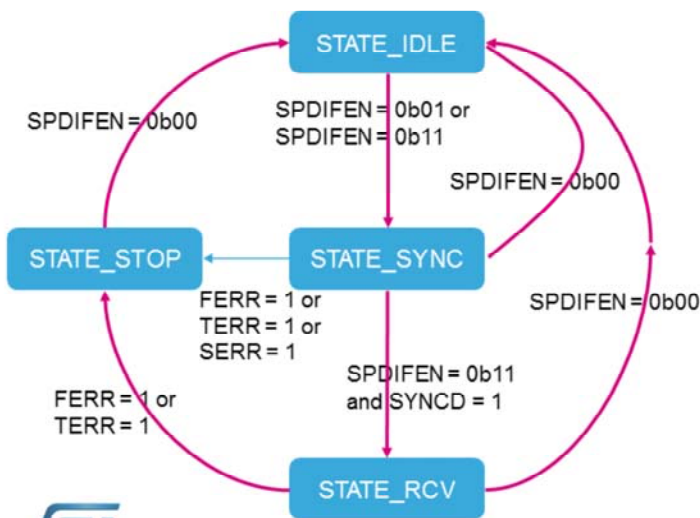 STATE_IDLE
SPDIFEN = 0b01 or
SPDIFEN = 0b11
SPDIFEN = 0b00
SPDIFEN = 0b00
STATE_STOP
STATE_SYNC
FERR = 1 or
TERR = 1 or
SERR = 1
SPDIFEN = 0b00
SPDIFEN = 0b11
and SYNCD = 1
FERR = 1 or
TERR = 1
STATE_RCV